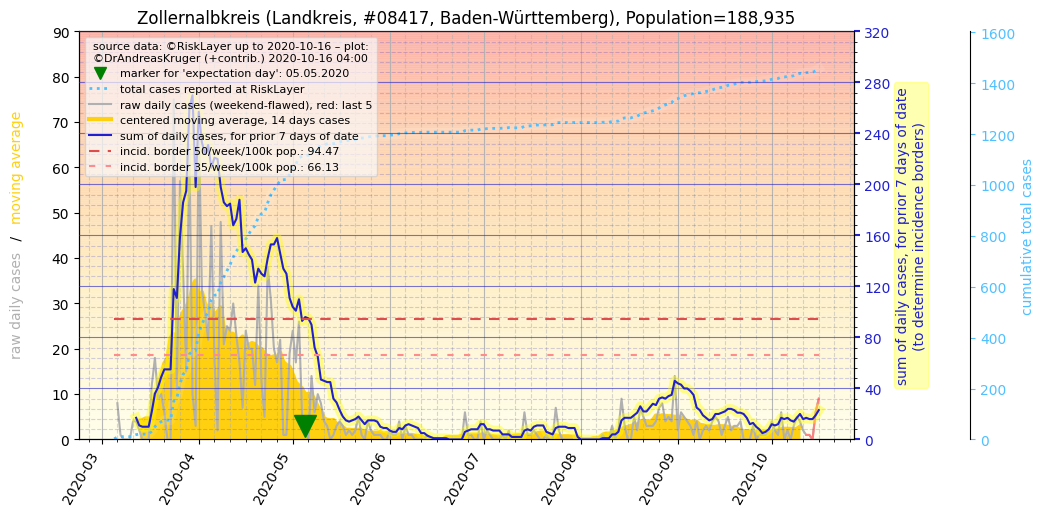 Zollernalbkreis (Landkreis, #08417, Baden-Württemberg), Population=188,935
source data: ©RiskLayer up to 2020-10-16 – plot:
©DrAndreasKruger (+contrib.) 2020-10-16 04:00
marker for 'expectation day': 05.05.2020
total cases reported at RiskLayer
raw daily cases (weekend-flawed), red: last 5
centered moving average, 14 days cases
sum of daily cases, for prior 7 days of date
incid. border 50/week/100k pop.: 94.47
incid. border 35/week/100k pop.: 66.13
raw daily cases / moving average
90
80
70
60
50
40
30
20
10
0
2020-03
2020-04
2020-05
2020-06
2020-07
2020-08
2020-09
2020-10
320
280
240
200
160
120
80
40
0
sum of daily cases, for prior 7 days of date
(to determine incidence borders)
1600
1400
1200
1000
800
600
400
200
0
cumulative total cases